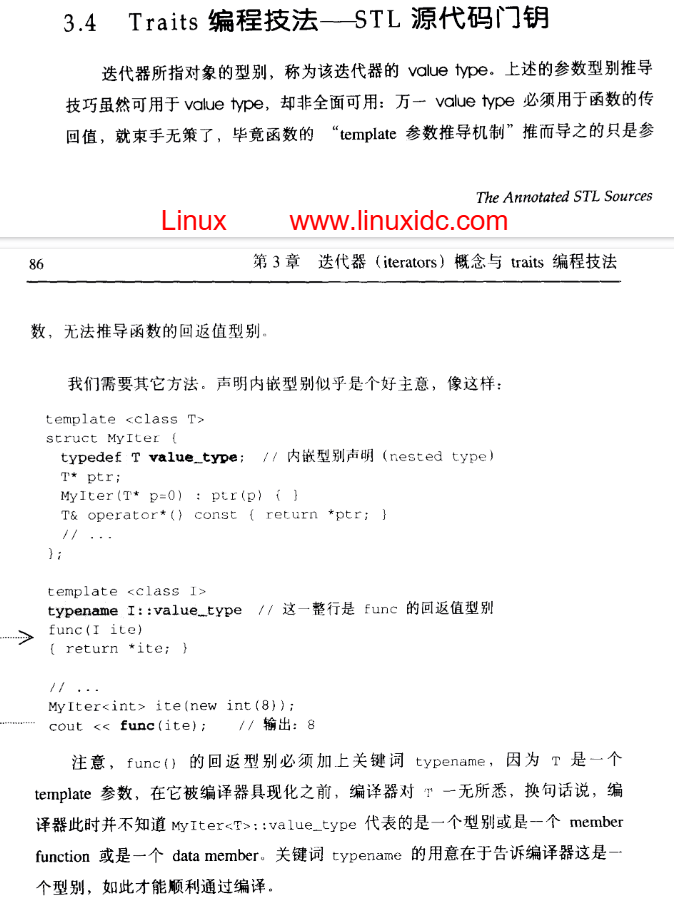 3.4 Traits 编程技法——STL 源代码门钥
迭代器所指对象的型别，称为该迭代器的 value type。上述的参数型别推导
技巧虽然可用于 value type，却非全面可用：万一 value type 必须用于函数的传
回值，就束手无策了，毕竟函数的 “template 参数推导机制” 推而导之的只是参
The Annotated STL Sources
Linux www.linuxidc.com
86 第 3 章 迭代器（iterators）概念与 traits 编程技法
数，无法推导函数的回返值型别。
我们需要其它方法。声明内嵌型别似乎是个好主意，像这样：
template <class T>
struct MyIter {
typedef T value_type; // 内嵌型别声明 (nested type)
T* ptr;
MyIter(T* p=0) : ptr(p) { }
T& operator*() const { return *ptr; }
// ...
};
template <class I>
typename I::value_type // 这一整行是 func 的回返值型别
func(I ite)
{ return *ite; }
// ...
MyIter<int> ite(new int(8));
cout << func(ite); // 输出：8
注意，func() 的回返型别必须加上关键词 typename，因为 T 是一个
template 参数，在它被编译器具现化之前，编译器对 T 一无所悉，换句话说，编
译器此时并不知道 MyIter<T>::value_type 代表的是一个型别或是一个 member
function 或是一个 data member。关键词 typename 的用意在于告诉编译器这是一
个型别，如此才能顺利通过编译。